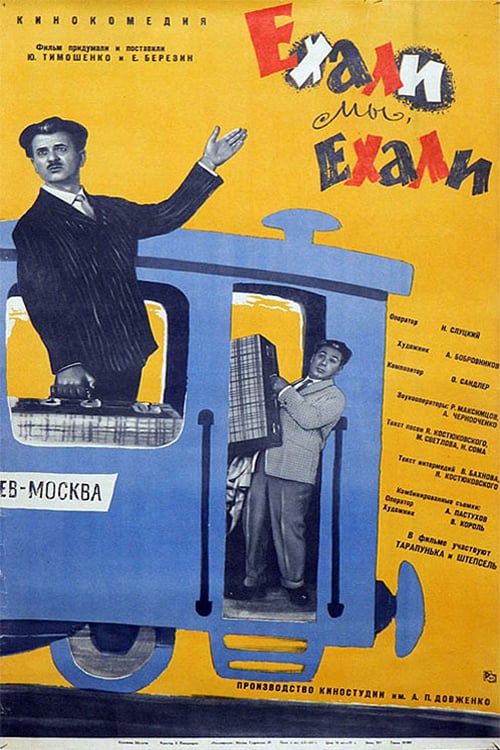 КИНОКОМЕДИЯ
Фильм придумали и поставили
Ю. ТИМОШЕНКО и Е. БЕРЕЗИН
Ехали
мы,
Ехали
Оператор Н. СЛУЦКИЙ
Художник А. БОБРОВНИКОВ
Композитор О. САНДЛЕР
Звукооператоры: Р. МАКСИМЦОВ
А. ЧЕРНООЧЕНКО
Текст песен Я. КОСТЮКОВСКОГО,
М. СВЕТЛОВА, Н. СОМА
Текст интермедий В. БАХНОВА,
Я. КОСТЮКОВСКОГО
Комбинированные съемки:
Оператор А. ПАСТУХОВ
Художник В. КОРОЛЬ
В фильме участвуют
ТАРАПУНЬКА и ШТЕПСЕЛЬ
ЕВ-МОСКВА
ПРОИЗВОДСТВО КИНОСТУДИИ им. А. П. ДОВЖЕНКО